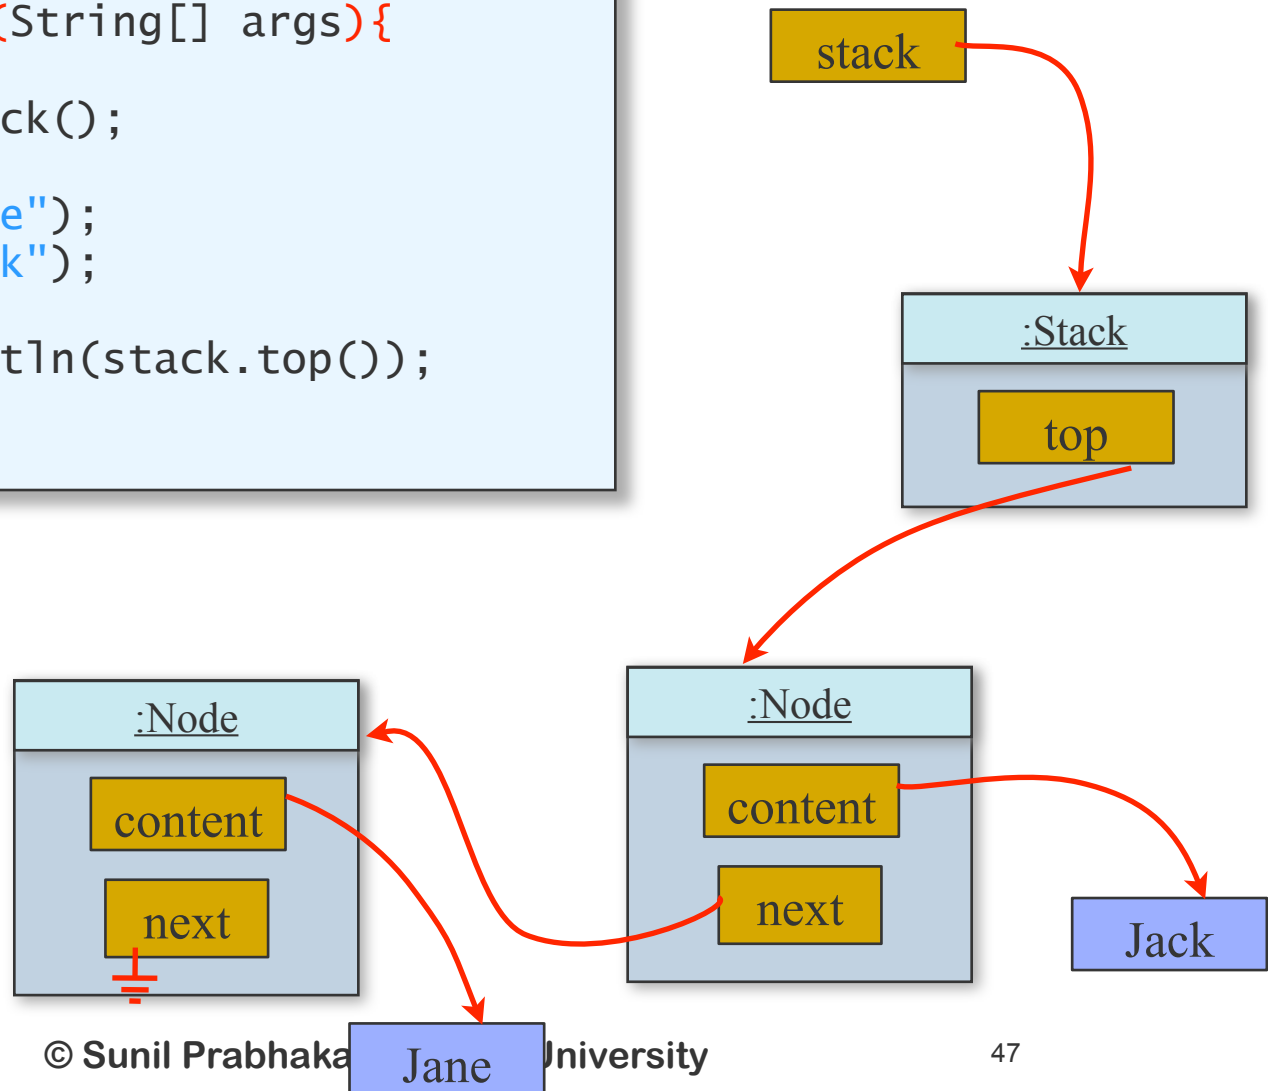 (String[] args){
ck();
e");
k");
tln(stack.top());
stack
:Stack
top
:Node
content
next
:Node
content
next
Jack
Jane
© Sunil Prabhaka
niversity
47